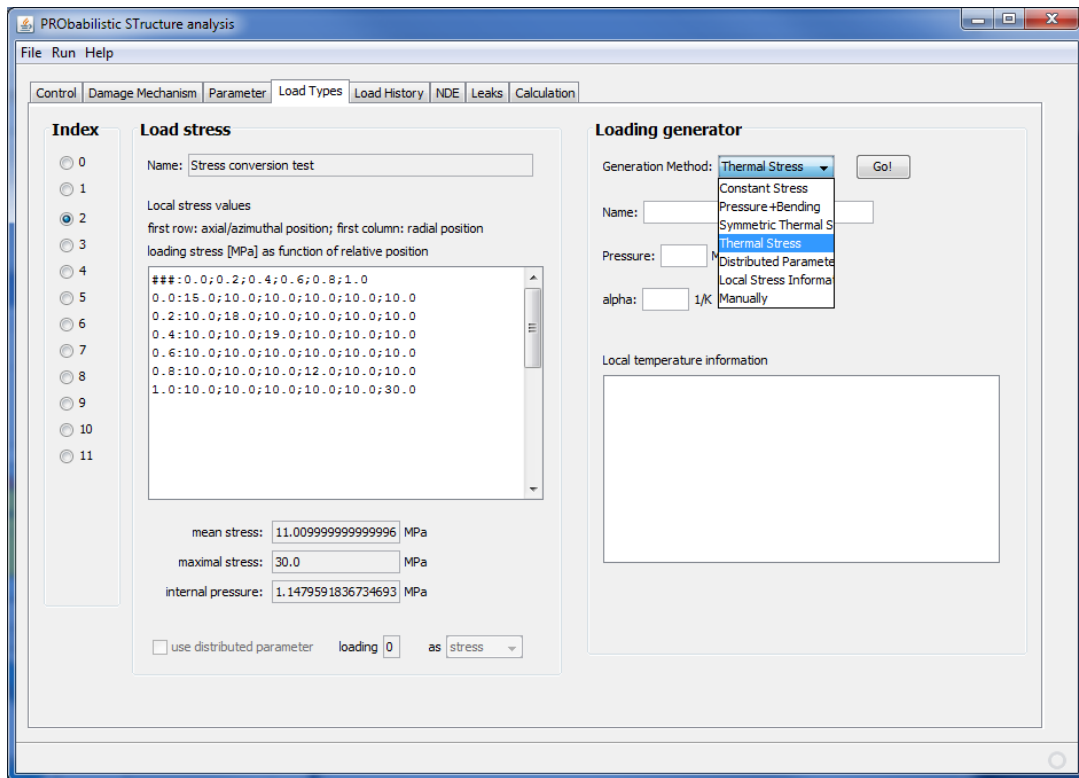 PRObabilistic STructure analysis
File Run Help
Control Damage Mechanism Parameter Load Types Load History NDE Leaks Calculation
Index
0
1
2
3
4
5
6
7
8
9
10
11
Load stress
Name: Stress conversion test
Local stress values
first row: axial/azimuthal position; first column: radial position
loading stress [MPa] as function of relative position
###:0.0;0.2;0.4;0.6;0.8;1.0
0.0:15.0;10.0;10.0;10.0;10.0;10.0
0.2:10.0;18.0;10.0;10.0;10.0;10.0
0.4:10.0;10.0;19.0;10.0;10.0;10.0
0.6:10.0;10.0;10.0;10.0;10.0;10.0
0.8:10.0;10.0;10.0;12.0;10.0;10.0
1.0:10.0;10.0;10.0;10.0;10.0;30.0
mean stress: 11.009999999999996 MPa
maximal stress: 30.0 MPa
internal pressure: 1.1479591836734693 MPa
use distributed parameter loading 0 as stress
Loading generator
Generation Method: Thermal Stress Go!
Constant Stress
Pressure+Bending
Symmetric Thermal S
Thermal Stress
Distributed Paramete
Local Stress Informat
Manually
Name:
Pressure: M
alpha: 1/K
Local temperature information